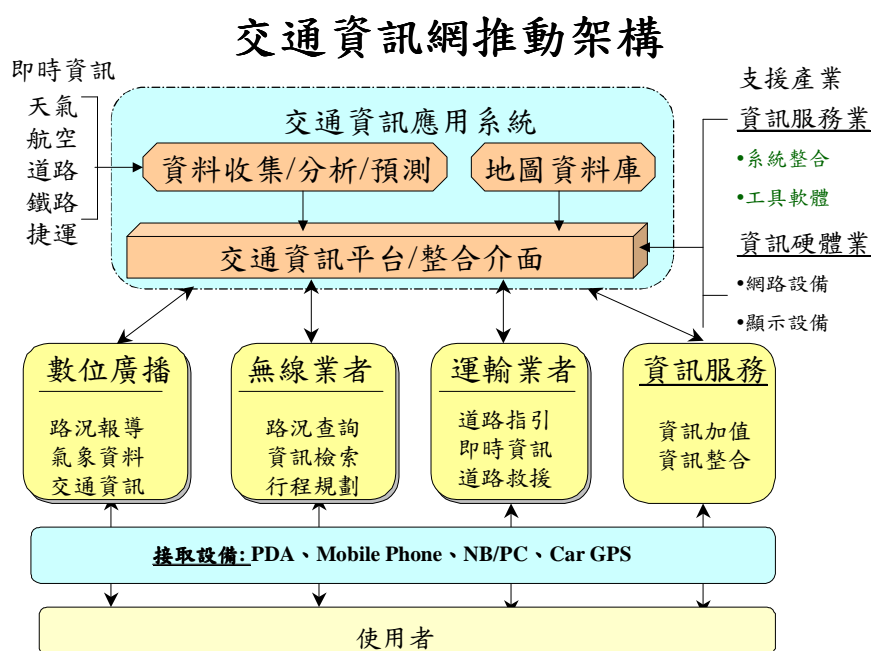 交通資訊網推動架構
即時資訊
天氣
航空
道路
鐵路
捷運
交通資訊應用系統
資料收集/分析/預測
地圖資料庫
交通資訊平台/整合介面
支援產業
資訊服務業
•系統整合
•工具軟體
資訊硬體業
•網路設備
•顯示設備
數位廣播
路況報導
氣象資料
交通資訊
無線業者
路況查詢
資訊檢索
行程規劃
運輸業者
道路指引
即時資訊
道路救援
資訊服務
資訊加值
資訊整合
接取設備: PDA、Mobile Phone、NB/PC、Car GPS
使用者